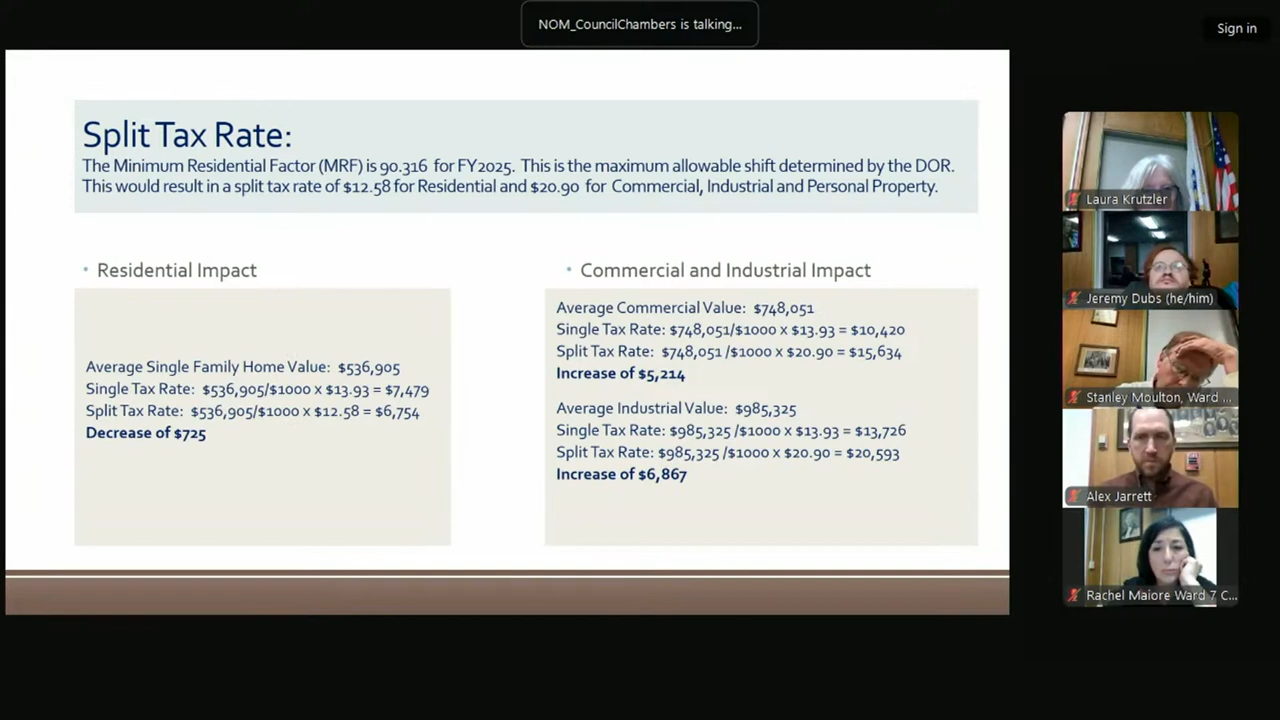 NOM_CouncilChambers is talking...
Sign in
Split Tax Rate:
The Minimum Residential Factor (MRF) is 90.316 for FY2025. This is the maximum allowable shift determined by the DOR.
This would result in a split tax rate of $12.58 for Residential and $20.90 for Commercial, Industrial and Personal Property.
• Residential Impact
Average Single Family Home Value: $536,905
Single Tax Rate: $536,905/$1000 x $13.93 = $7,479
Split Tax Rate: $536,905/$1000 x $12.58 = $6,754
Decrease of $725
• Commercial and Industrial Impact
Average Commercial Value: $748,051
Single Tax Rate: $748,051/$1000 x $13.93 = $10,420
Split Tax Rate: $748,051 /$1000 x $20.90 = $15,634
Increase of $5,214
Average Industrial Value: $985,325
Single Tax Rate: $985,325 /$1000 x $13.93 = $13,726
Split Tax Rate: $985,325 /$1000 x $20.90 = $20,593
Increase of $6,867
Laura Krutzler
Jeremy Dubs (he/him)
Stanley Moulton, Ward ...
Alex Jarrett
Rachel Maiore Ward 7 C...